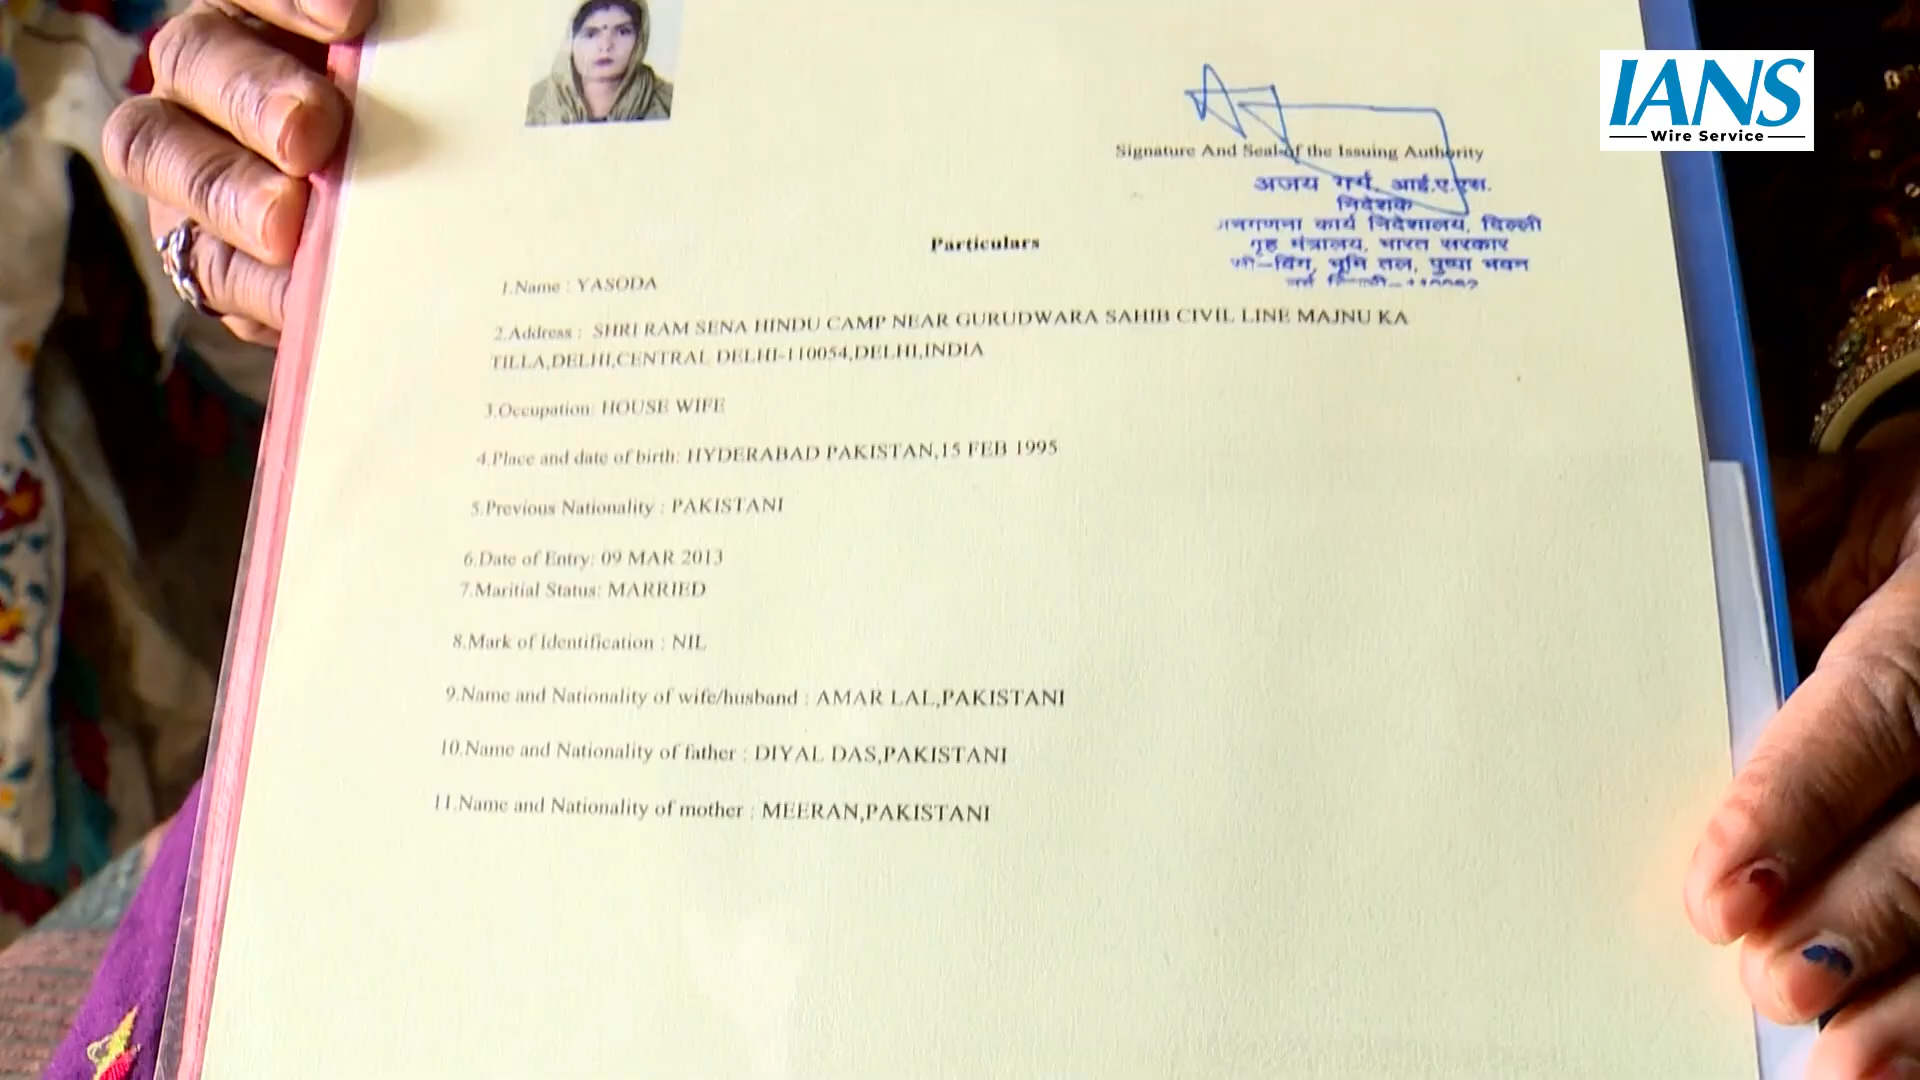 IANS
Wire Service
Signature And Seal of the Issuing Authority
अजय गर्ग, आई.ए.एस.
निदेशक
जनगणना कार्य निदेशालय, दिल्ली
गृह मंत्रालय, भारत सरकार
सी-विंग, भूमि तल, पुष्पा भवन
Particulars
1.Name : YASODA
2.Address : SHRI RAM SENA HINDU CAMP NEAR GURUDWARA SAHIB CIVIL LINE MAJNU KA
TILLA,DELHI,CENTRAL DELHI-110054,DELHI,INDIA
3.Occupation: HOUSE WIFE
4.Place and date of birth: HYDERABAD PAKISTAN,15 FEB 1995
5.Previous Nationality : PAKISTANI
6.Date of Entry: 09 MAR 2013
7.Maritial Status: MARRIED
8.Mark of Identification : NIL
9.Name and Nationality of wife/husband : AMAR LAL,PAKISTANI
10.Name and Nationality of father : DIYAL DAS,PAKISTANI
11.Name and Nationality of mother : MEERAN,PAKISTANI